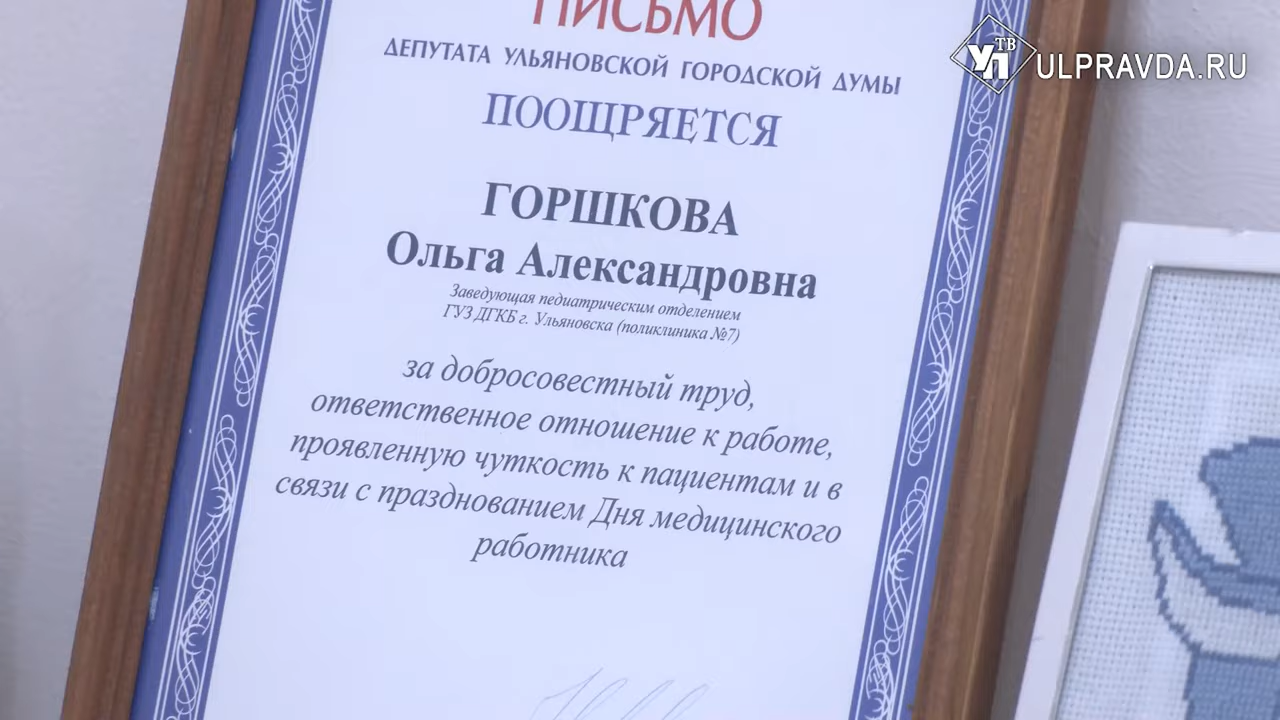 ПИСЬМО
ДЕПУТАТА УЛЬЯНОВСКОЙ ГОРОДСКОЙ ДУМЫ
ПООЩРЯЕТСЯ
ГОРШКОВА
Ольга Александровна
Заведующая педиатрическим отделением
ГУЗ ДГКБ г. Ульяновска (поликлиника №7)
за добросовестный труд,
ответственное отношение к работе,
проявленную чуткость к пациентам и в
связи с празднованием Дня медицинского
работника
УП ТВ ULPRAVDA.RU